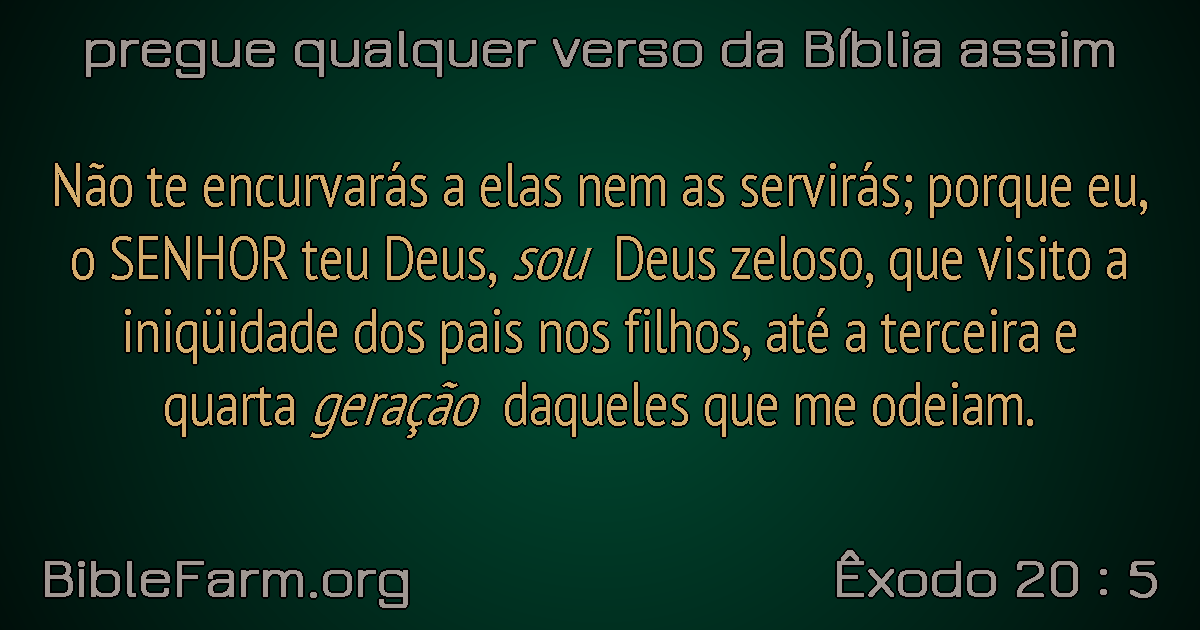 pregue qualquer verso da Bíblia assim
Não te encurvarás a elas nem as servirás; porque eu,
o SENHOR teu Deus, sou Deus zeloso, que visito a
iniqüidade dos pais nos filhos, até a terceira e
quarta geração daqueles que me odeiam.
BibleFarm.org
Êxodo 20 : 5